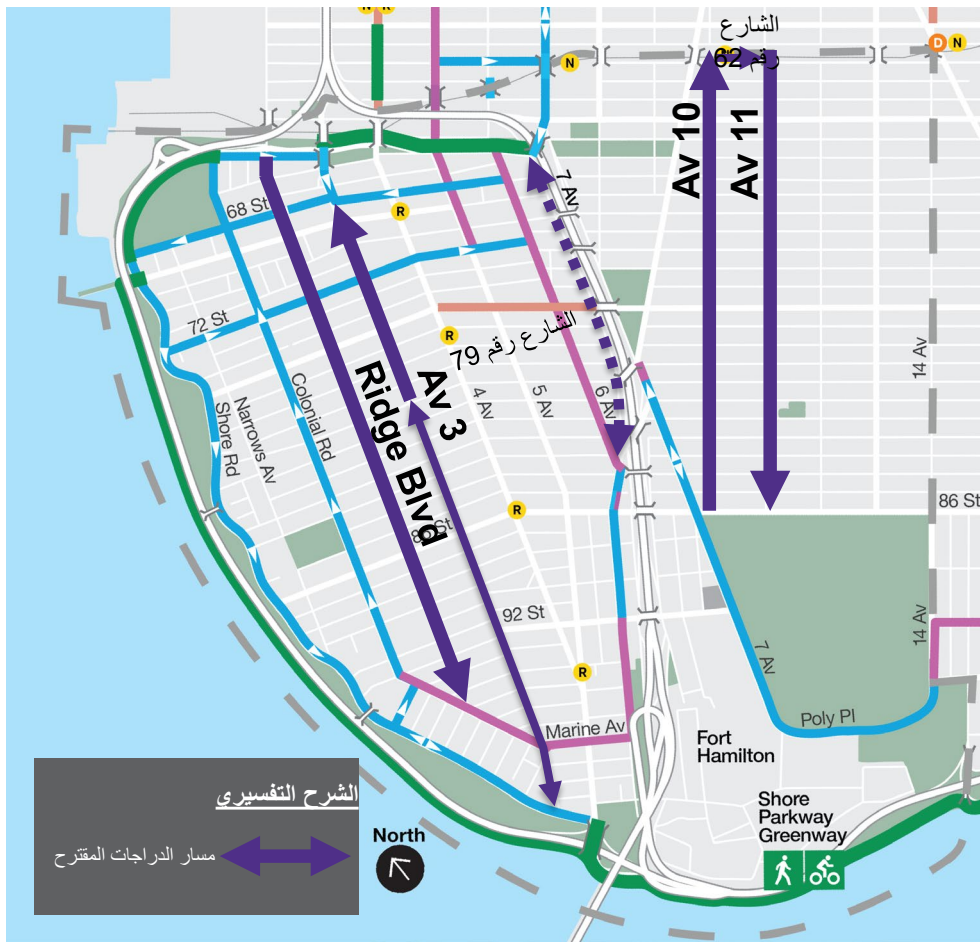 N R
الشارع
رقم 62
N
D N
Av 10
Av 11
7 Av
68 St
R
72 St
R
الشارع رقم 79
14 Av
Av 3
Ridge Blvd
4 Av
5 Av
6 Av
Colonial Rd
Narrows Av
Shore Rd
R
86 St
86 St
92 St
R
7 Av
14 Av
Marine Av
Poly Pl
Fort
Hamilton
Shore
Parkway
Greenway
North
الشرح التفسيري
مسار الدراجات المقترح